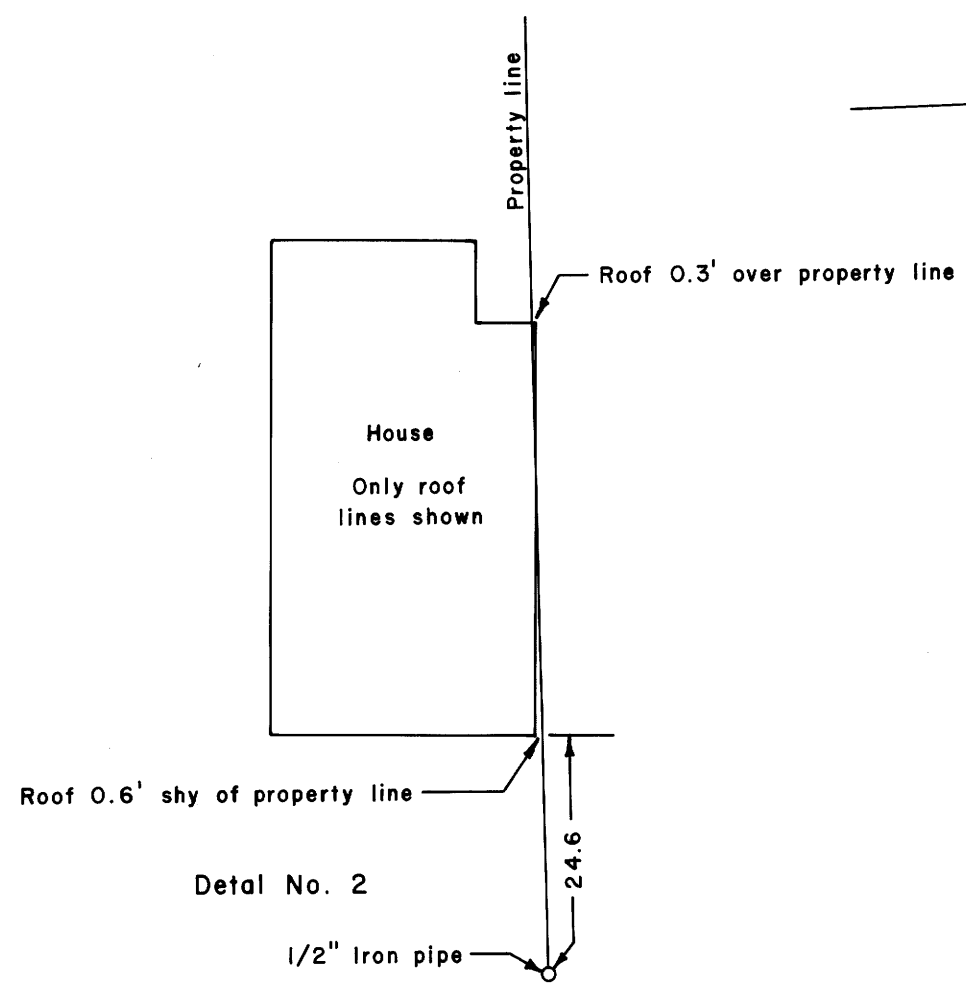 Property line
Roof 0.3' over property line
House
Only roof
lines shown
Roof 0.6' shy of property line
24.6
Detal No. 2
1/2" Iron pipe